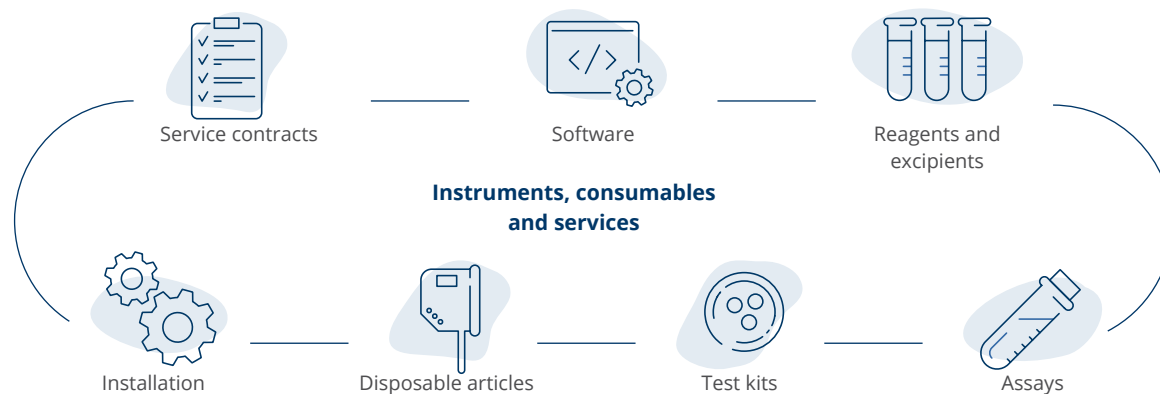 Service contracts
Software
Reagents and
excipients
Instruments, consumables
and services
Installation
Disposable articles
Test kits
Assays